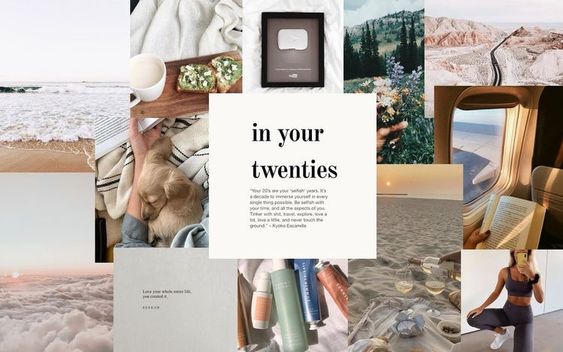 in your
twenties
"Your 20's are your 'selfish' years. It's
a decade to immerse yourself in every
single thing possible. Be selfish with
your time, and all the aspects of you.
Tinker with shit, travel, explore, love a
lot, love a little, and never touch the
ground." ~ Kyoko Escamilla
Love your whole entire life,
you created it.